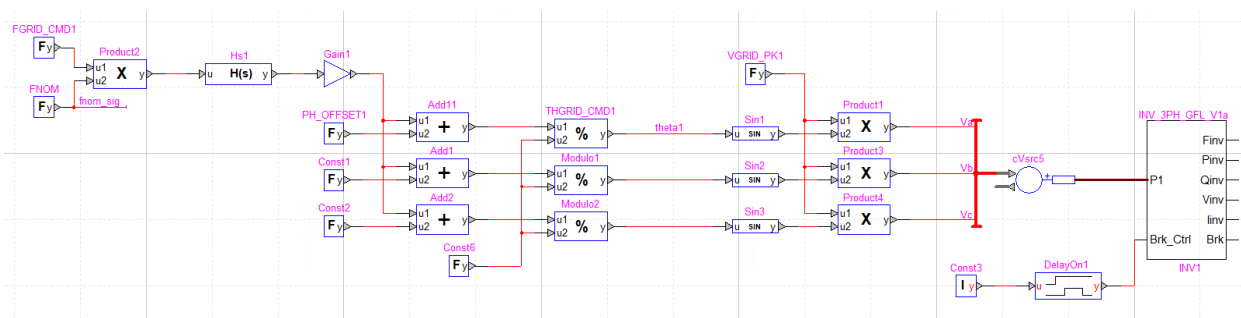 FGRID_CMD1
Fy
Product2
u1
u2
X
y
Hs1
u
H(s)
y
Gain1
FNOM
Fy
fnom_sig
VGRID_PK1
Fy
PH_OFFSET1
Fy
Add11
u1
u2
+
y
THGRID_CMD1
u1
u2
%
y
theta1
Sin1
u
SIN
y
Product1
u1
u2
X
y
Va
Const1
Fy
Add1
u1
u2
+
y
Modulo1
u1
u2
%
y
Sin2
u
SIN
y
Product3
u1
u2
X
y
Vb
Const2
Fy
Add2
u1
u2
+
y
Modulo2
u1
u2
%
y
Sin3
u
SIN
y
Product4
u1
u2
X
y
Vc
Const6
Fy
cVsrc5
+
INV_3PH_GFL_V1a
Finv
Pinv
P1
Qinv
Vinv
Iinv
Brk_Ctrl
Brk
INV1
Const3
I y
DelayOn1
u
y